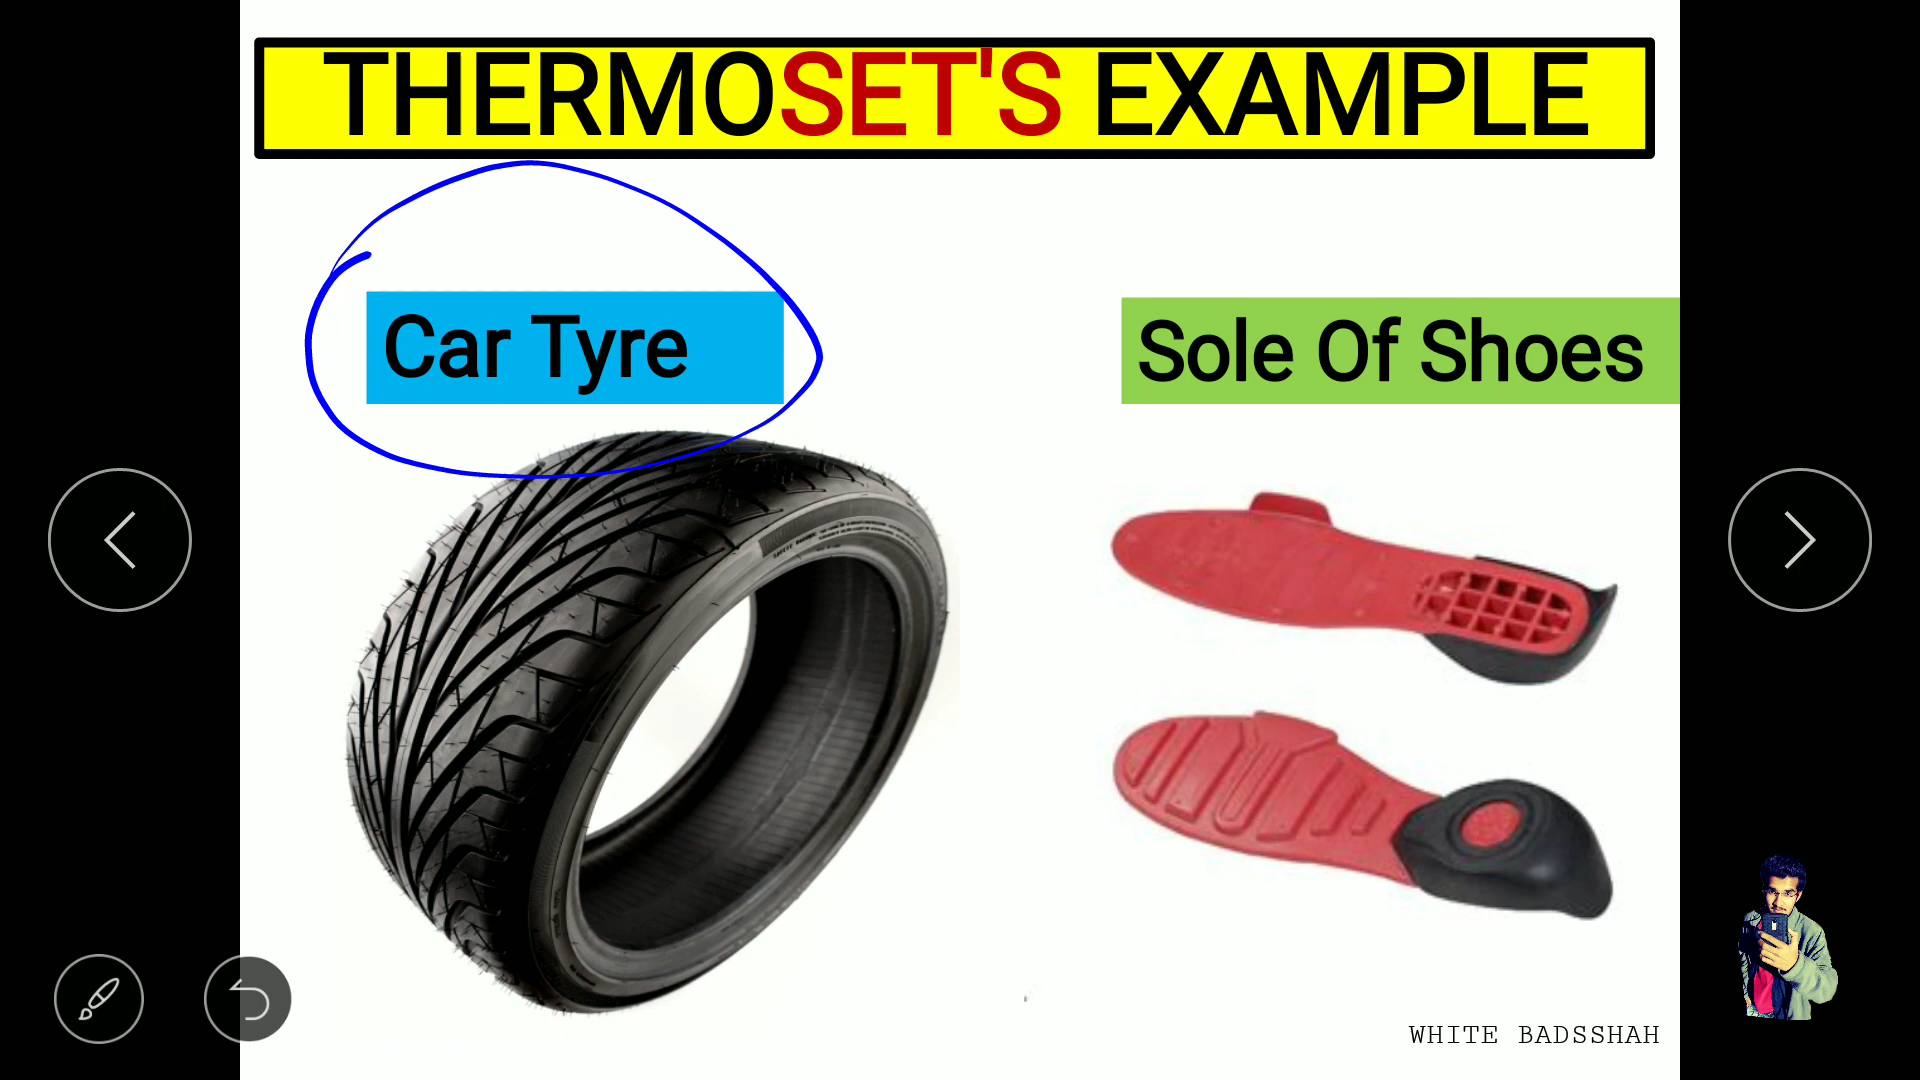 THERMOSET'S EXAMPLE
Car Tyre
Sole Of Shoes
WHITE BADSSHAH